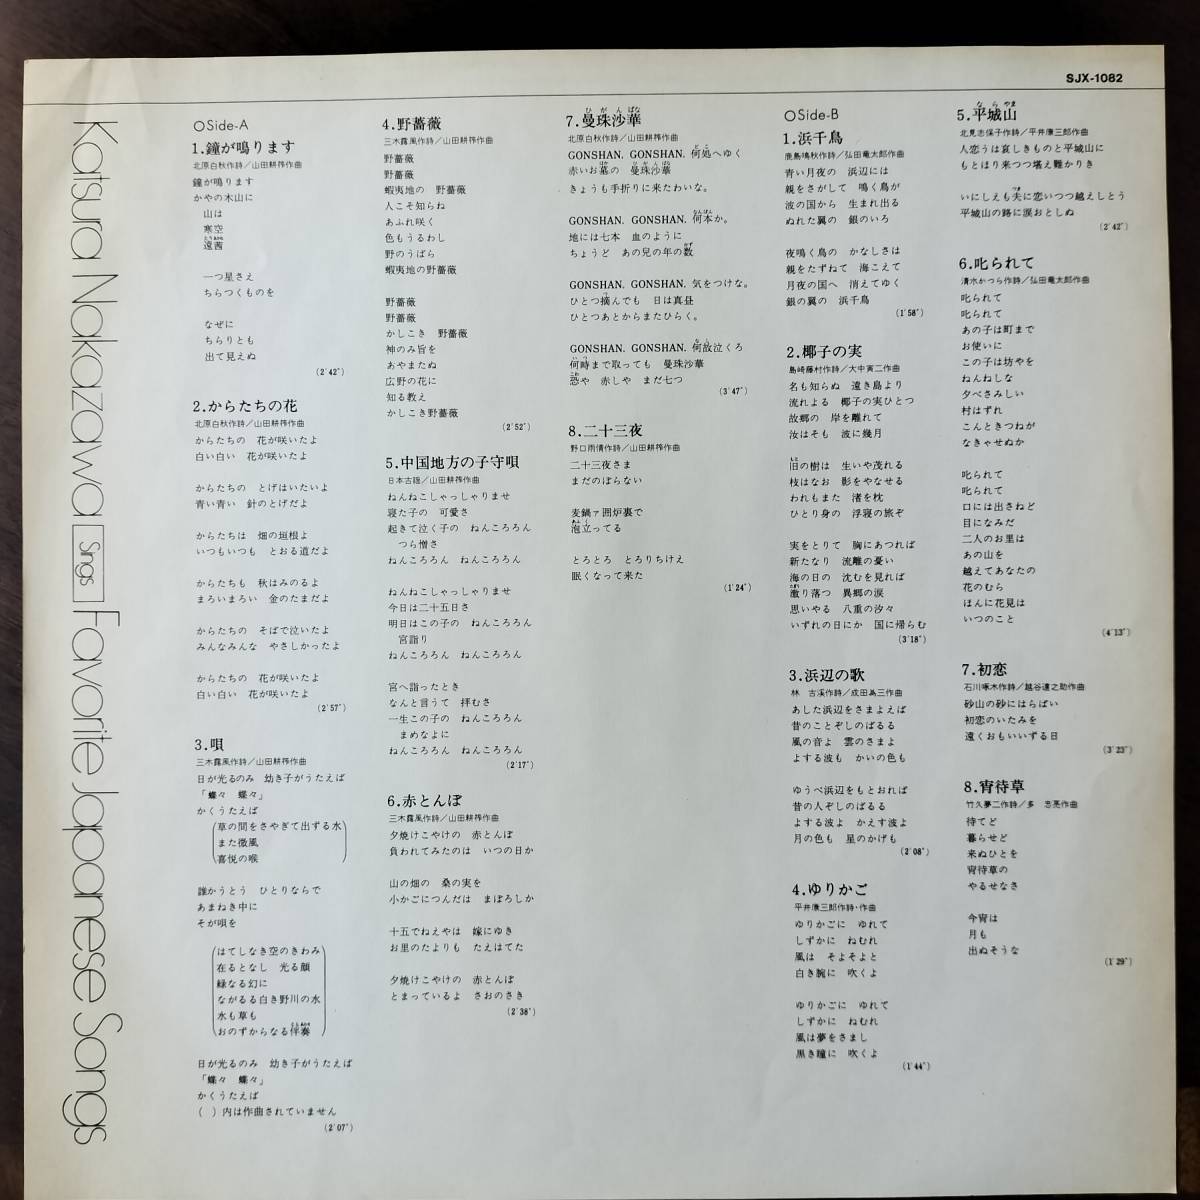 SJX-1082
Katsura Nakazawa Sings Favorite Japanese Songs
○Side-A
1.鐘が鳴ります
北原白秋作詩／山田耕筰作曲
鐘が鳴ります
かやの木山に
山は
寒空
遠茜
一つ星さえ
ちらつくものを
なぜに
ちらりとも
出て見えぬ
(2′42″)
2.からたちの花
北原白秋作詩／山田耕筰作曲
からたちの　花が咲いたよ
白い白い　花が咲いたよ
からたちの　とげはいたいよ
青い青い　針のとげだよ
からたちは　畑の垣根よ
いつもいつも　とおる道だよ
からたちも　秋はみのるよ
まろいまろい　金のたまだよ
からたちの　そばで泣いたよ
みんなみんな　やさしかったよ
からたちの　花が咲いたよ
白い白い　花が咲いたよ
(2′57″)
3.唄
三木露風作詩／山田耕筰作曲
日が光るのみ　幼き子がうたえば
「蝶々　蝶々」
かくうたえば
(草の間をさやぎて出ずる水
また微風
喜悦の喉)
誰かうとう　ひとりならで
あまねき中に
そが唄を
(はてしなき空のきわみ
在るとなし　光る顔
緑なる幻に
ながるる白き野川の水
水も草も
おのずからなる伴奏)
日が光るのみ　幼き子がうたえば
「蝶々　蝶々」
かくうたえば
(　)内は作曲されていません
(2′07″)
4.野薔薇
三木露風作詩／山田耕筰作曲
野薔薇
野薔薇
蝦夷地の　野薔薇
人こそ知らね
あふれ咲く
色もうるわし
野のうばら
蝦夷地の野薔薇
野薔薇
野薔薇
かしこき　野薔薇
神のみ旨を
あやまたぬ
広野の花に
知る教え
かしこき野薔薇
(2′52″)
5.中国地方の子守唄
日本古謡／山田耕筰作曲
ねんねこしゃっしゃりませ
寝た子の　可愛さ
起きて泣く子の　ねんころろん
つら憎さ
ねんころろん　ねんころろん
ねんねこしゃっしゃりませ
今日は二十五日さ
明日はこの子の　ねんころろん
宮詣り
ねんころろん　ねんころろん
宮へ詣ったとき
なんと言うて　拝むさ
一生この子の　ねんころろん
まめなよに
ねんころろん　ねんころろん
(2′17″)
6.赤とんぼ
三木露風作詩／山田耕筰作曲
夕焼けこやけの　赤とんぼ
負われてみたのは　いつの日か
山の畑の　桑の実を
小かごにつんだは　まぼろしか
十五でねえやは　嫁にゆき
お里のたよりも　たえはてた
夕焼けこやけの　赤とんぼ
とまっているよ　さおのさき
(2′38″)
7.曼珠沙華
北原白秋作詩／山田耕筰作曲
GONSHAN. GONSHAN. 何処へゆく
赤いお墓の　曼珠沙華
きょうも手折りに来たわいな。
GONSHAN. GONSHAN. 何本か。
地には七本　血のように
ちょうど　あの児の年の数
GONSHAN. GONSHAN. 気をつけな。
ひとつ摘んでも　日は真昼
ひとつあとからまたひらく。
GONSHAN. GONSHAN. 何故泣くろ
何時まで取っても　曼珠沙華
恐や　赤しや　まだ七つ
(3′47″)
8.二十三夜
野口雨情作詩／山田耕筰作曲
二十三夜さま
まだのぼらない
麦鍋ァ囲炉裏で
泡立ってる
とろとろ　とろりちけえ
眠くなって来た
(1′24″)
○Side-B
1.浜千鳥
鹿島鳴秋作詩／弘田竜太郎作曲
青い月夜の　浜辺には
親をさがして　鳴く鳥が
波の国から　生まれ出る
ぬれた翼の　銀のいろ
夜鳴く鳥の　かなしさは
親をたずねて　海こえて
月夜の国へ　消えてゆく
銀の翼の　浜千鳥
(1′58″)
2.椰子の実
島崎藤村作詩／大中寅二作曲
名も知らぬ　遠き島より
流れよる　椰子の実ひとつ
故郷の　岸を離れて
汝はそも　波に幾月
旧の樹は　生いや茂れる
枝はなお　影をやなせる
われもまた　渚を枕
ひとり身の　浮寝の旅ぞ
実をとりて　胸にあつれば
新たなり　流離の憂い
海の日の　沈むを見れば
激り落つ　異郷の涙
思いやる　八重の汐々
いずれの日にか　国に帰らむ
(3′18″)
3.浜辺の歌
林　古溪作詩／成田為三作曲
あした浜辺をさまよえば
昔のことぞしのばるる
風の音よ　雲のさまよ
よする波も　かいの色も
ゆうべ浜辺をもとおれば
昔の人ぞしのばるる
よする波よ　かえす波よ
月の色も　星のかげも
(2′08″)
4.ゆりかご
平井康三郎作詩・作曲
ゆりかごに　ゆれて
しずかに　ねむれ
風は　そよそよと
白き腕に　吹くよ
ゆりかごに　ゆれて
しずかに　ねむれ
風は夢をさまし
黒き瞳に　吹くよ
(1′44″)
5.平城山
北見志保子作詩／平井康三郎作曲
人恋うは哀しきものと平城山に
もとほり来つつ堪え難かりき
いにしえも夫に恋いつつ越えしとう
平城山の路に涙おとしぬ
(2′42″)
6.叱られて
清水かつら作詩／弘田竜太郎作曲
叱られて
叱られて
あの子は町まで
お使いに
この子は坊やを
ねんねしな
夕べさみしい
村はずれ
こんときつねが
なきゃせぬか
叱られて
叱られて
口には出さねど
目になみだ
二人のお里は
あの山を
越えてあなたの
花のむら
ほんに花見は
いつのこと
(4′13″)
7.初恋
石川啄木作詩／越谷達之助作曲
砂山の砂にはらばい
初恋のいたみを
遠くおもいいずる日
(3′23″)
8.宵待草
竹久夢二作詩／多　忠亮作曲
待てど
暮らせど
来ぬひとを
宵待草の
やるせなさ
今宵は
月も
出ぬそうな
(1′29″)